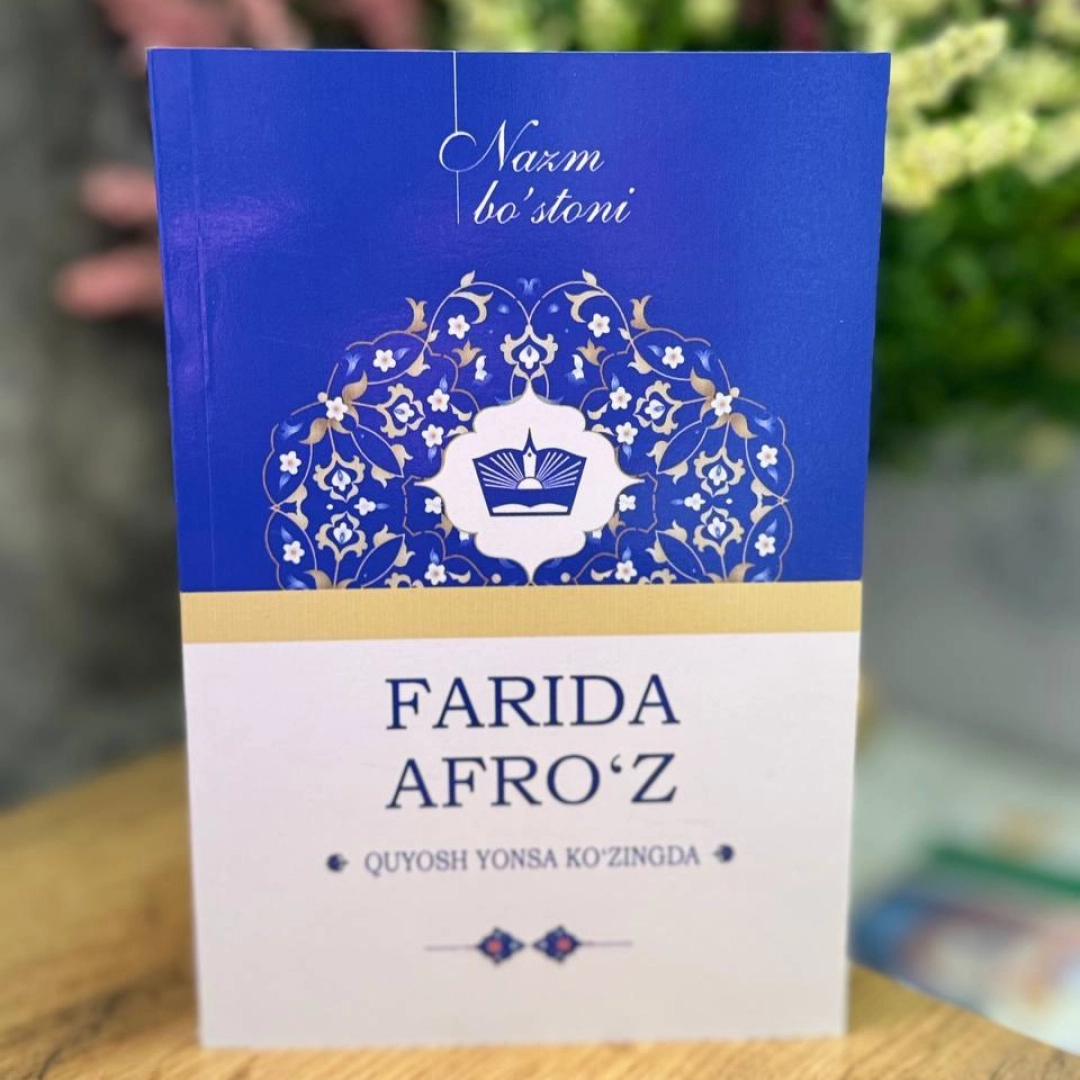 Nazm
bo'stoni
FARIDA
AFRO‘Z
QUYOSH YONSA KO‘ZINGDA